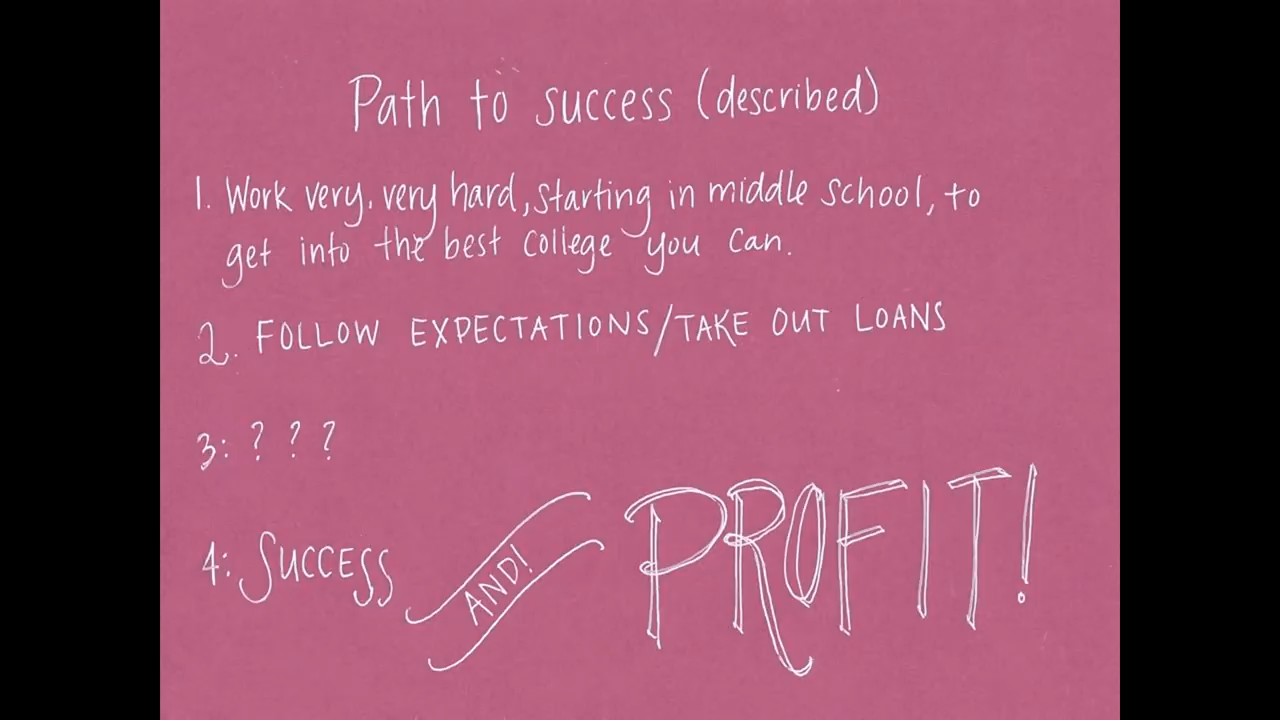 Path to success (described)
1. Work very, very hard, starting in middle school, to
get into the best college you can.
2. FOLLOW EXPECTATIONS/TAKE OUT LOANS
3: ? ? ?
4: SUCCESS AND! PROFIT!